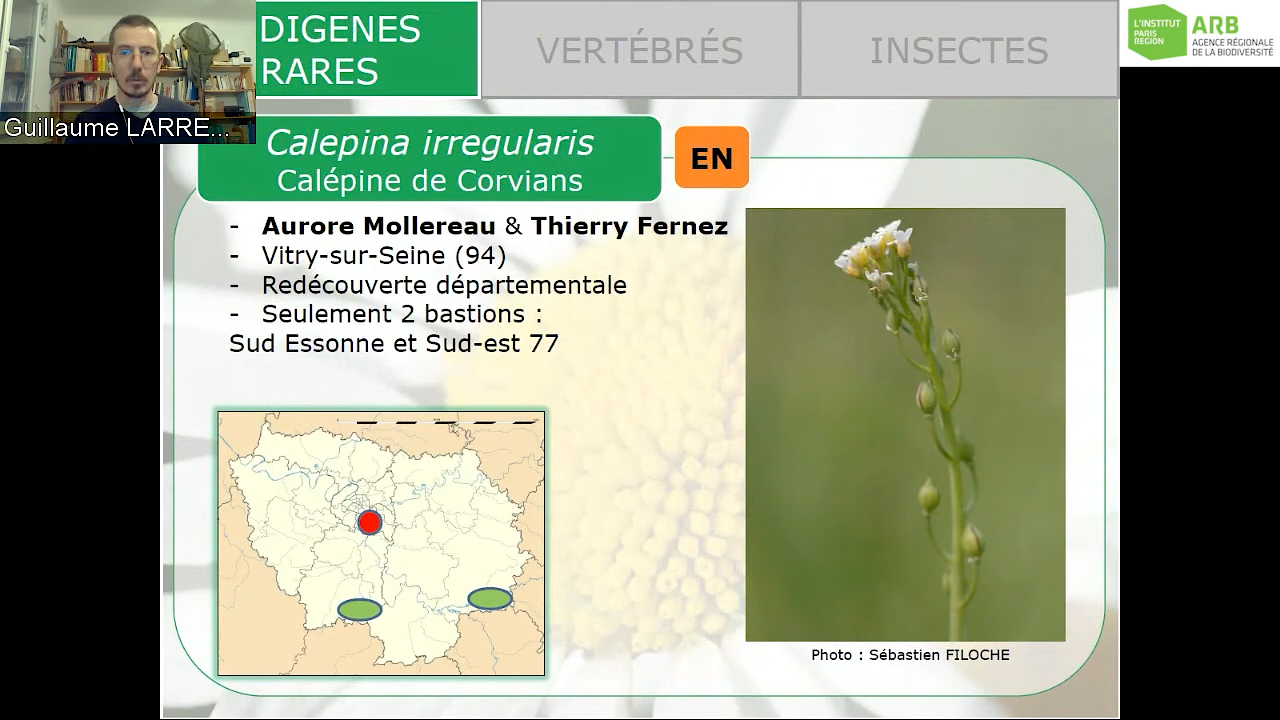 DIGENES
RARES
VERTÉBRÉS
INSECTES
L'INSTITUT
PARIS
REGION
ARB
AGENCE RÉGIONALE
DE LA BIODIVERSITÉ
Guillaume LARRE...
Calepina irregularis
Calépine de Corvians
EN
- Aurore Mollereau & Thierry Fernez
- Vitry-sur-Seine (94)
- Redécouverte départementale
- Seulement 2 bastions :
Sud Essonne et Sud-est 77
Photo : Sébastien FILOCHE